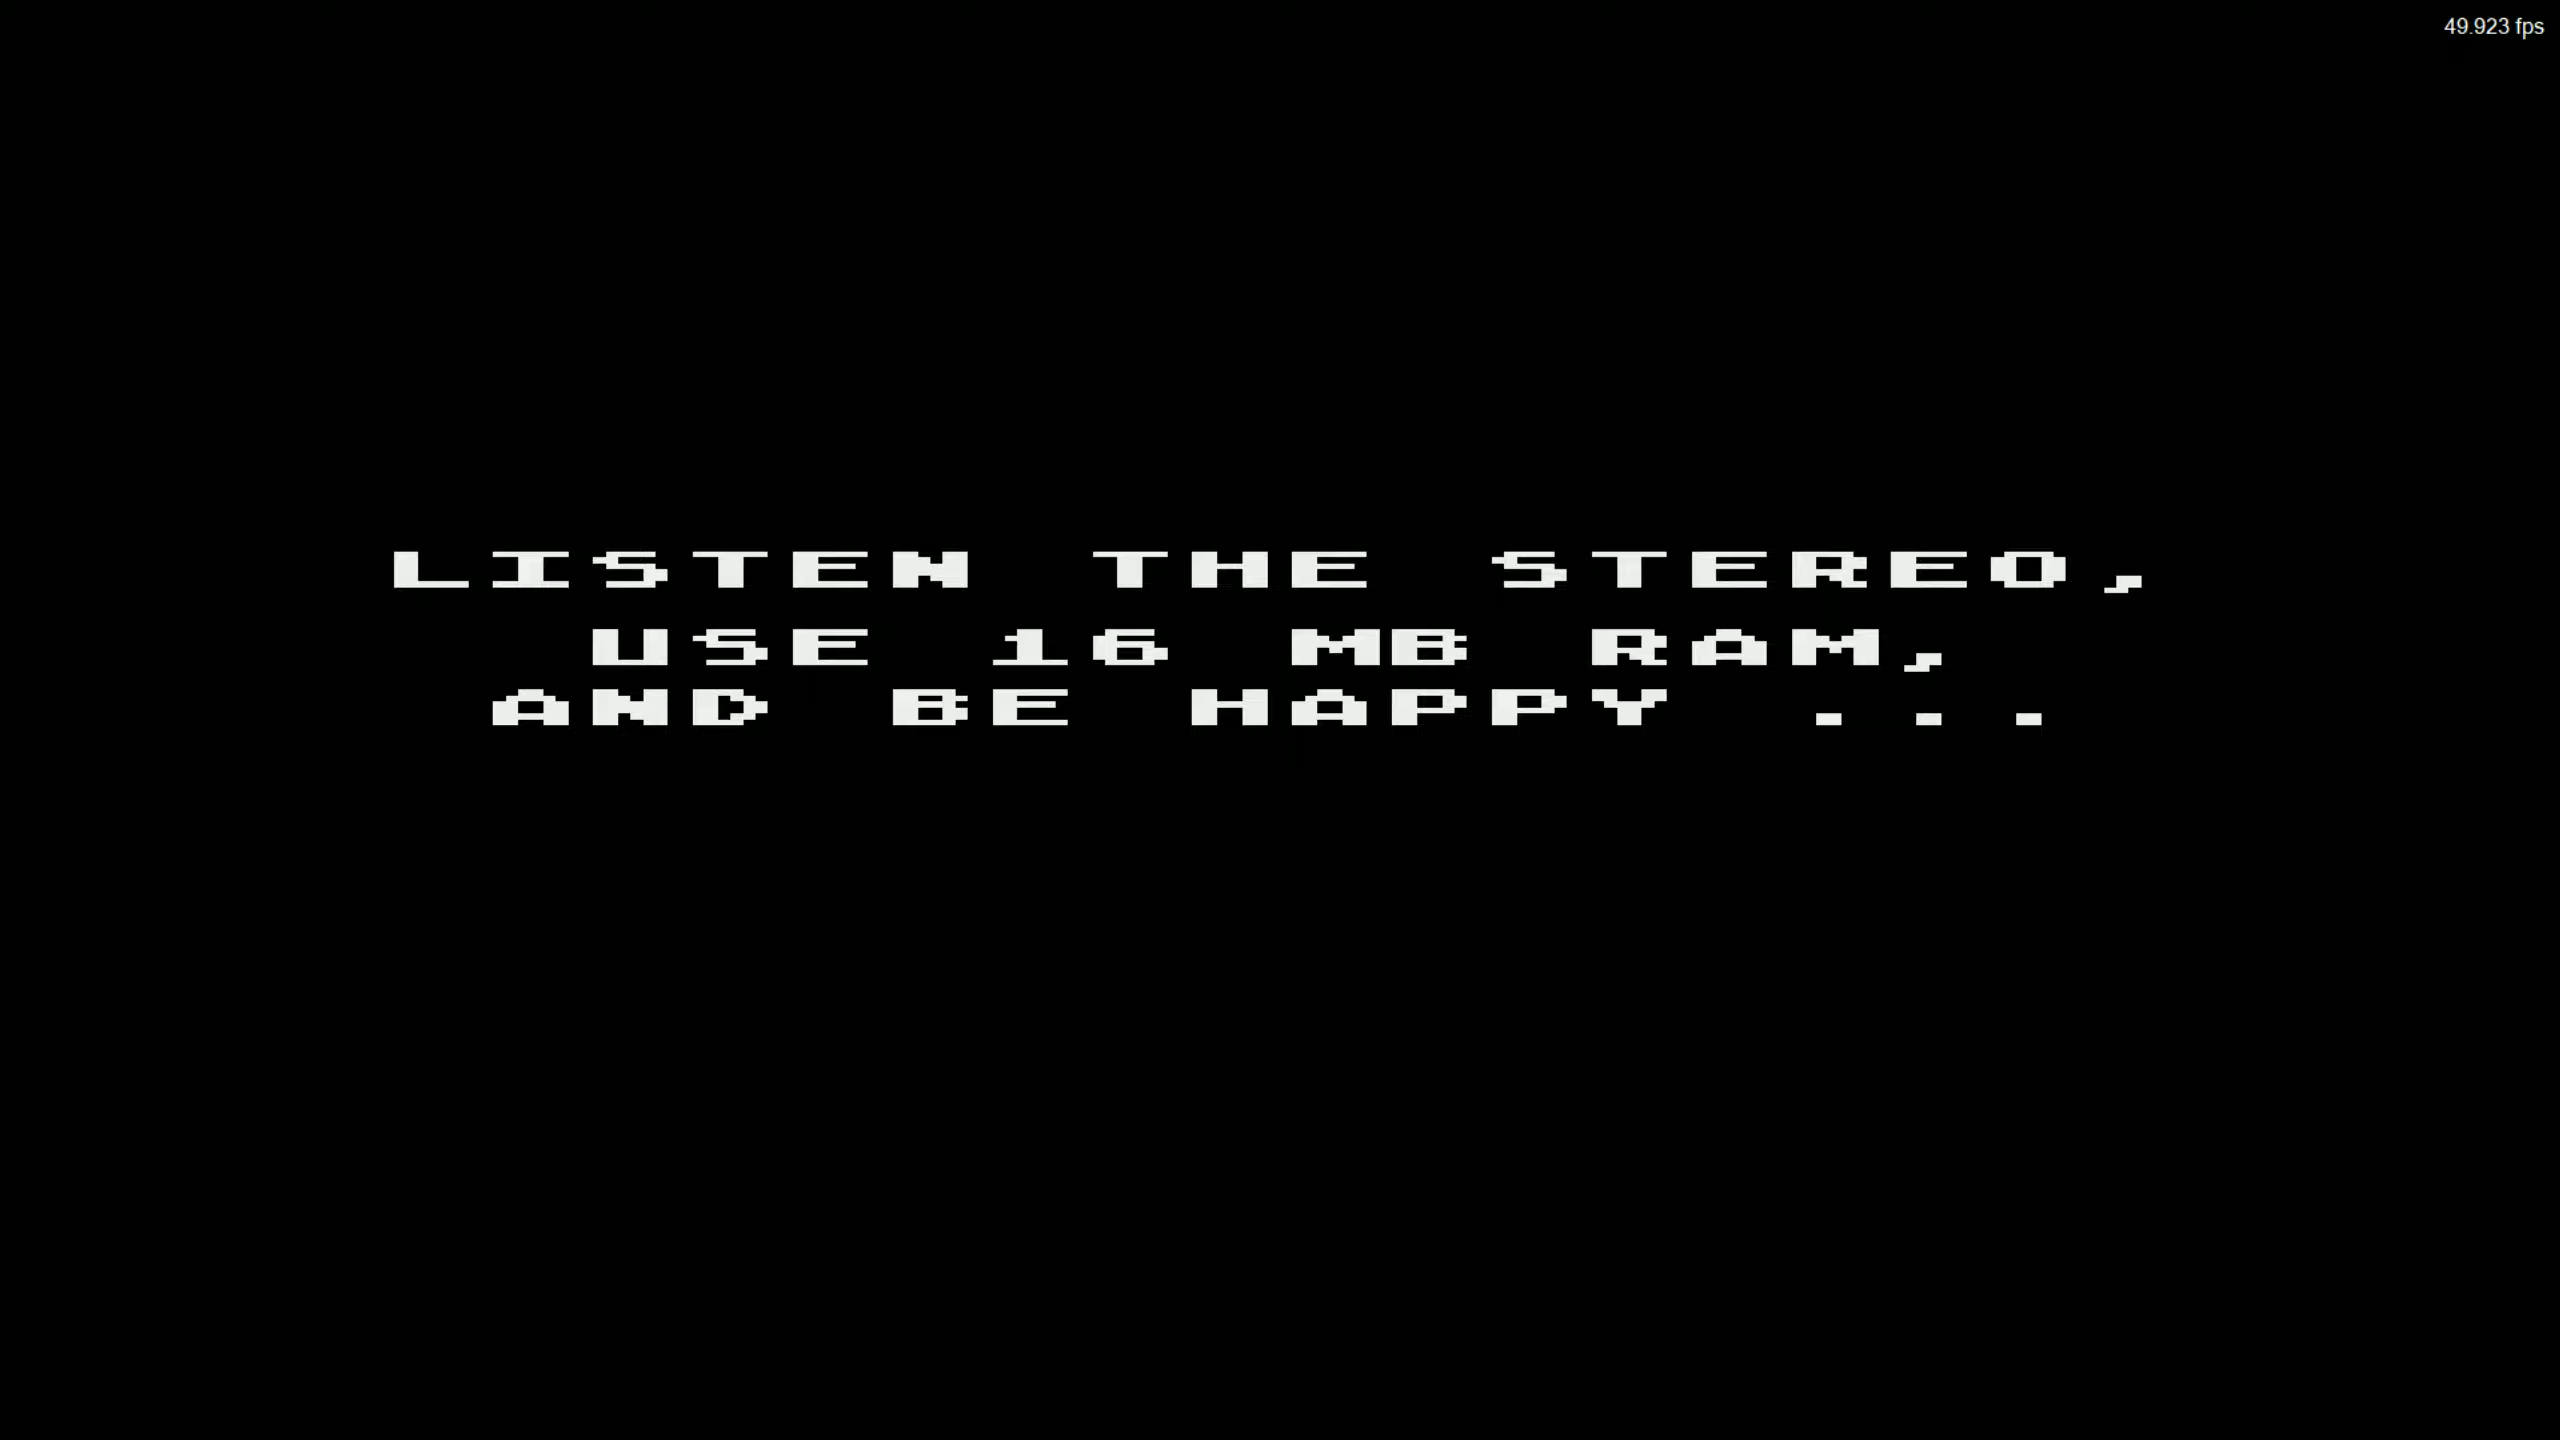 49.923 fps
LISTEN THE STEREO,
USE 16 MB RAM,
AND BE HAPPY ...